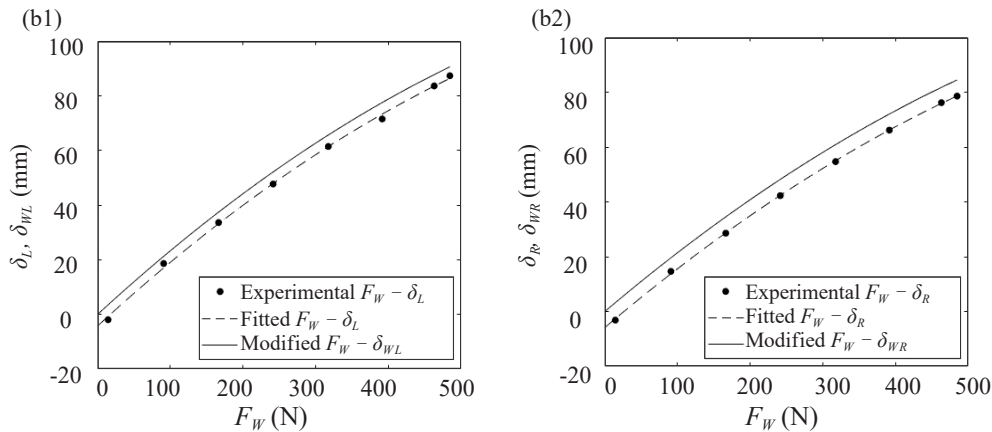 (b1)
100
80
60
40
20
0
-20
0 100 200 300 400 500
δL, δWL (mm)
FW (N)
Experimental FW − δL
Fitted FW − δL
Modified FW − δWL
(b2)
100
80
60
40
20
0
-20
0 100 200 300 400 500
δR, δWR (mm)
FW (N)
Experimental FW − δR
Fitted FW − δR
Modified FW − δWR